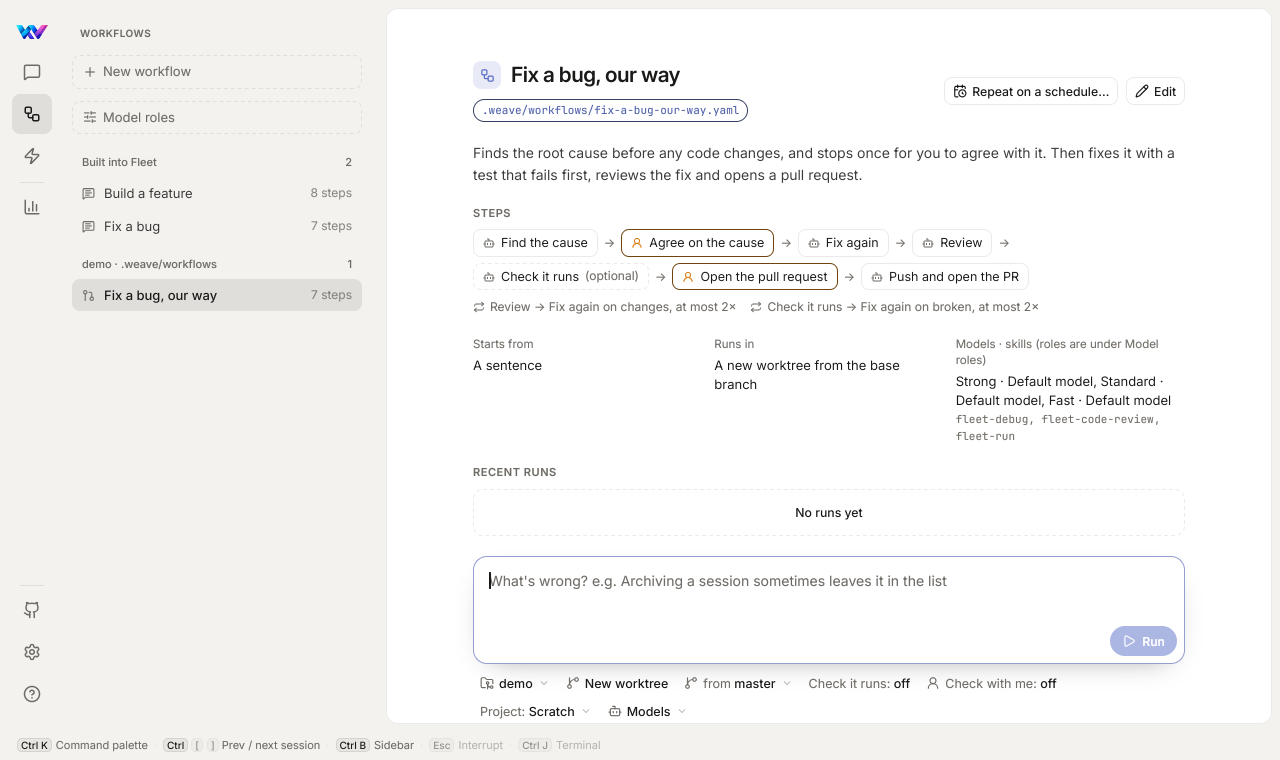 WORKFLOWS
New workflow
Model roles
Built into Fleet 2
Build a feature 8 steps
Fix a bug 7 steps
demo · .weave/workflows 1
Fix a bug, our way 7 steps
Fix a bug, our way
.weave/workflows/fix-a-bug-our-way.yaml
Repeat on a schedule... Edit
Finds the root cause before any code changes, and stops once for you to agree with it. Then fixes it with a
test that fails first, reviews the fix and opens a pull request.
STEPS
Find the cause → Agree on the cause → Fix again → Review →
Check it runs (optional) → Open the pull request → Push and open the PR
Review → Fix again on changes, at most 2× Check it runs → Fix again on broken, at most 2×
Starts from
A sentence
Runs in
A new worktree from the base
branch
Models · skills (roles are under Model
roles)
Strong · Default model, Standard ·
Default model, Fast · Default model
fleet-debug, fleet-code-review,
fleet-run
RECENT RUNS
No runs yet
What's wrong? e.g. Archiving a session sometimes leaves it in the list
Run
demo New worktree from master Check it runs: off Check with me: off
Project: Scratch Models
Ctrl K Command palette · Ctrl [ ] Prev / next session · Ctrl B Sidebar · Esc Interrupt · Ctrl J Terminal